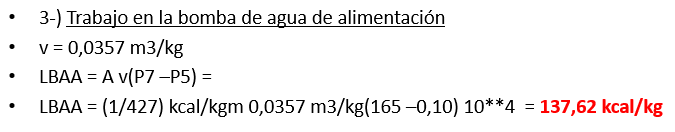 • 3-) Trabajo en la bomba de agua de alimentación
• v = 0,0357 m3/kg
• LBAA = A v(P7 –P5) =
• LBAA = (1/427) kcal/kgm 0,0357 m3/kg(165 –0,10) 10**4 = 137,62 kcal/kg